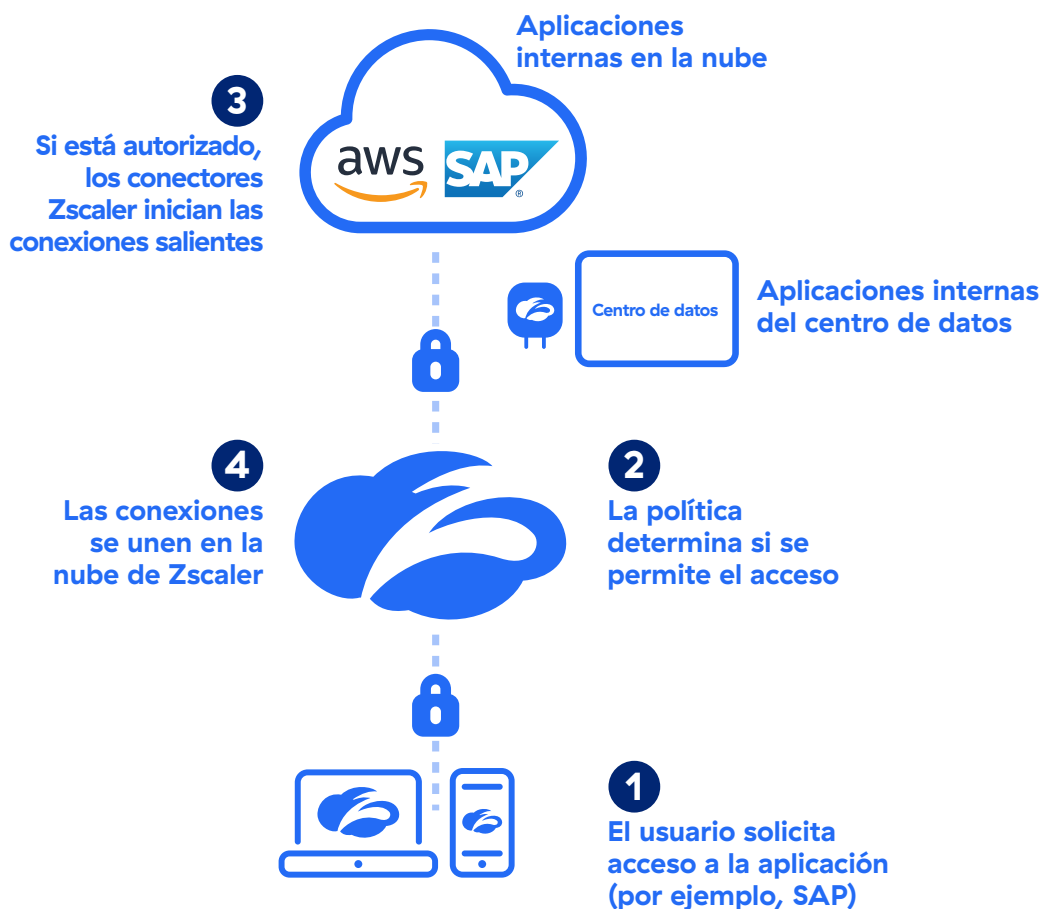 Aplicaciones
internas en la nube
3
Si está autorizado,
los conectores
Zscaler inician las
conexiones salientes
aws
SAP®
Centro de datos
Aplicaciones internas
del centro de datos
4
Las conexiones
se unen en la
nube de Zscaler
2
La política
determina si se
permite el acceso
1
El usuario solicita
acceso a la aplicación
(por ejemplo, SAP)